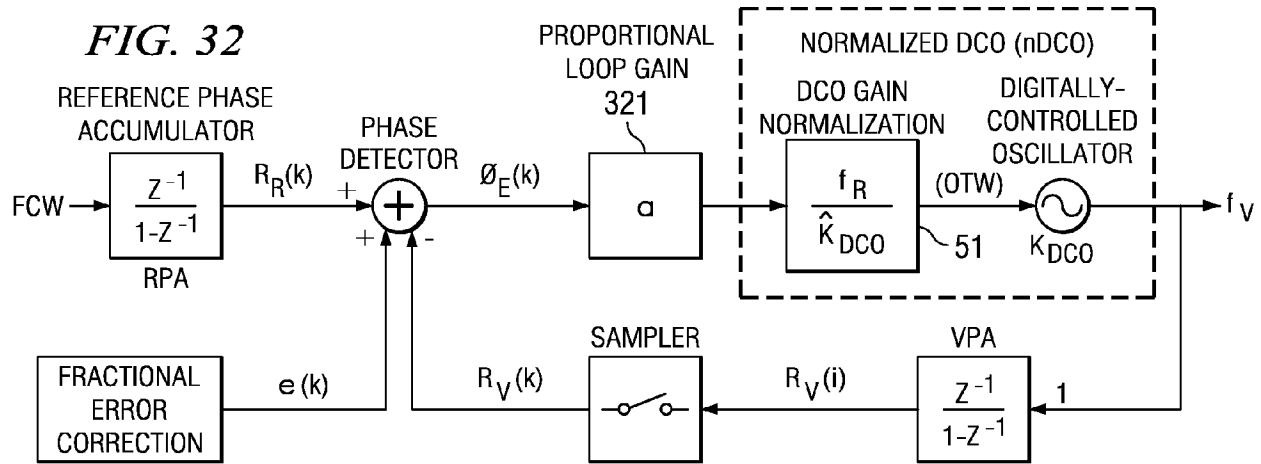 FIG. 32
PROPORTIONAL
LOOP GAIN
321
NORMALIZED DCO (nDCO)
REFERENCE PHASE
ACCUMULATOR
PHASE
DETECTOR
DCO GAIN
NORMALIZATION
DIGITALLY-
CONTROLLED
OSCILLATOR
FCW
Z⁻¹
1-Z⁻¹
RPA
R_R(k)
+
+
+
-
Ø_E(k)
a
f_R
K̂_DCO
51
(OTW)
K_DCO
f_V
FRACTIONAL
ERROR
CORRECTION
e(k)
R_V(k)
SAMPLER
R_V(i)
VPA
Z⁻¹
1-Z⁻¹
1